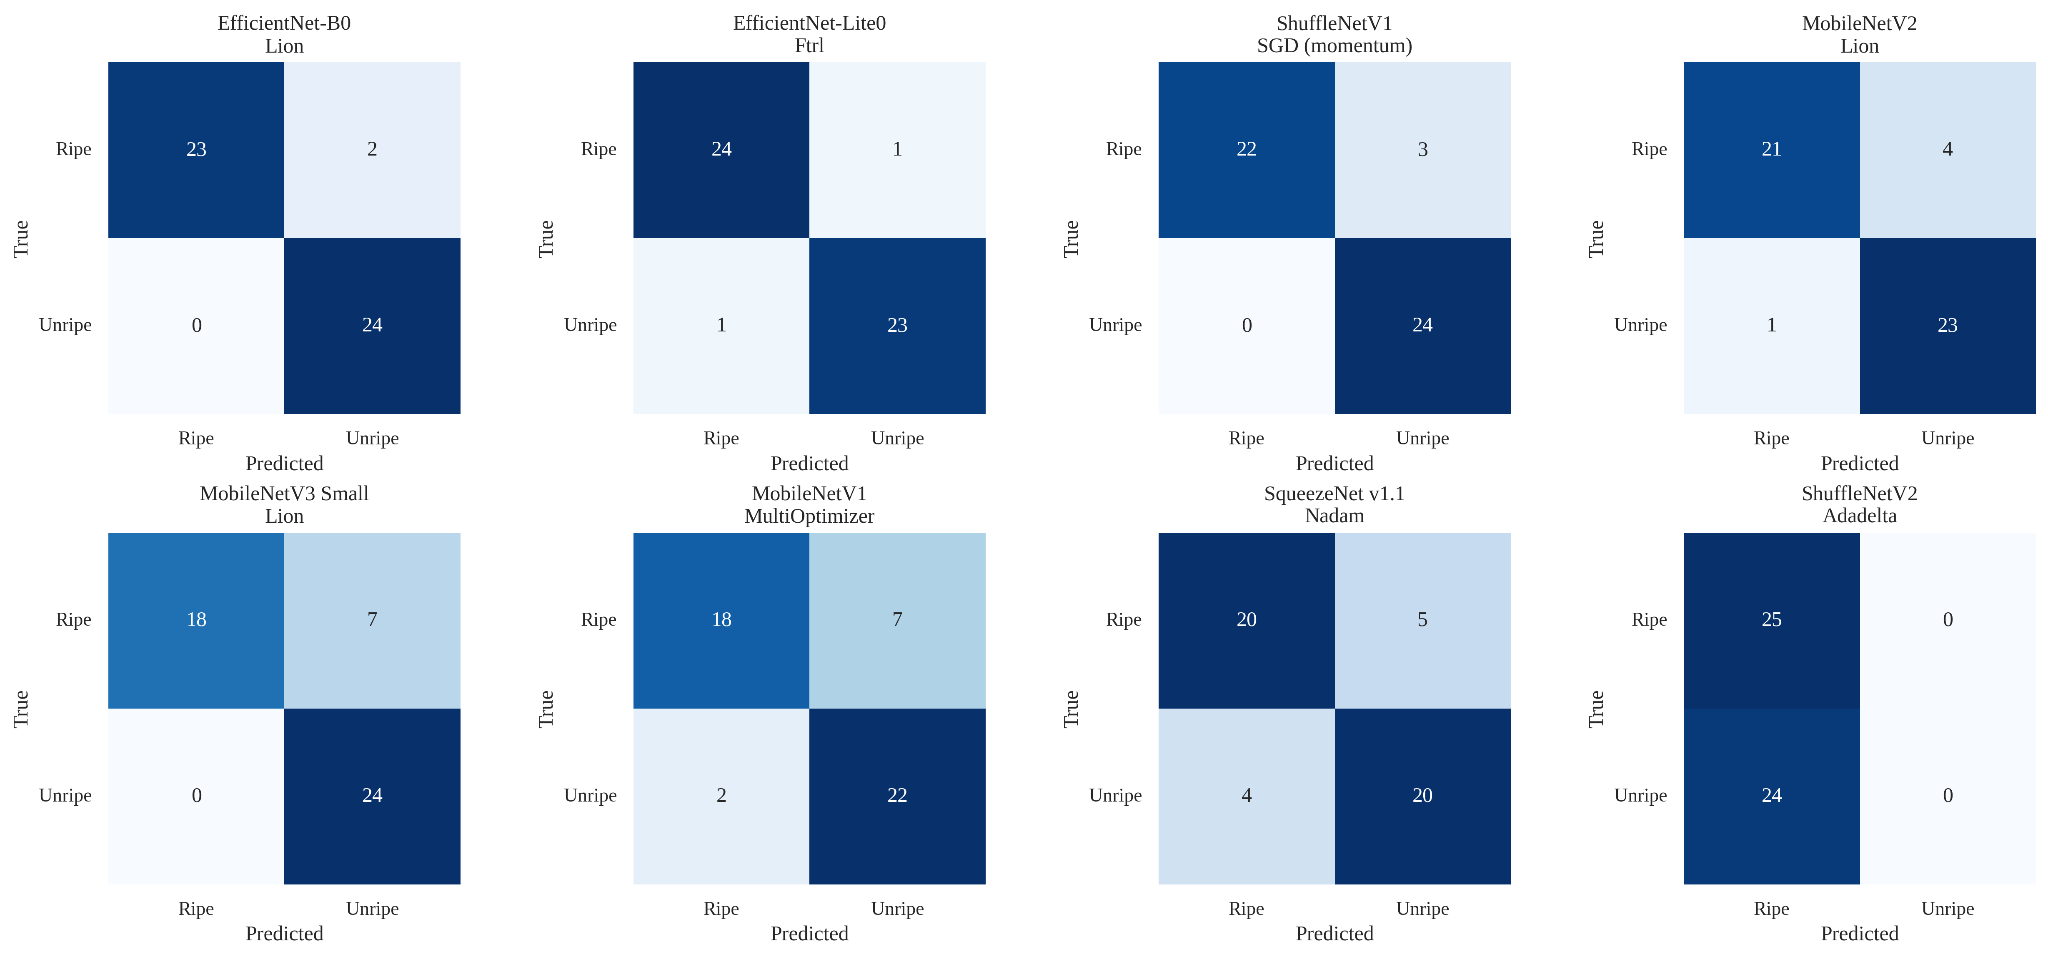 EfficientNet-B0
Lion
Ripe
23
2
True
Unripe
0
24
Ripe
Unripe
Predicted
EfficientNet-Lite0
Ftrl
Ripe
24
1
True
Unripe
1
23
Ripe
Unripe
Predicted
ShuffleNetV1
SGD (momentum)
Ripe
22
3
True
Unripe
0
24
Ripe
Unripe
Predicted
MobileNetV2
Lion
Ripe
21
4
True
Unripe
1
23
Ripe
Unripe
Predicted
MobileNetV3 Small
Lion
Ripe
18
7
True
Unripe
0
24
Ripe
Unripe
Predicted
MobileNetV1
MultiOptimizer
Ripe
18
7
True
Unripe
2
22
Ripe
Unripe
Predicted
SqueezeNet v1.1
Nadam
Ripe
20
5
True
Unripe
4
20
Ripe
Unripe
Predicted
ShuffleNetV2
Adadelta
Ripe
25
0
True
Unripe
24
0
Ripe
Unripe
Predicted